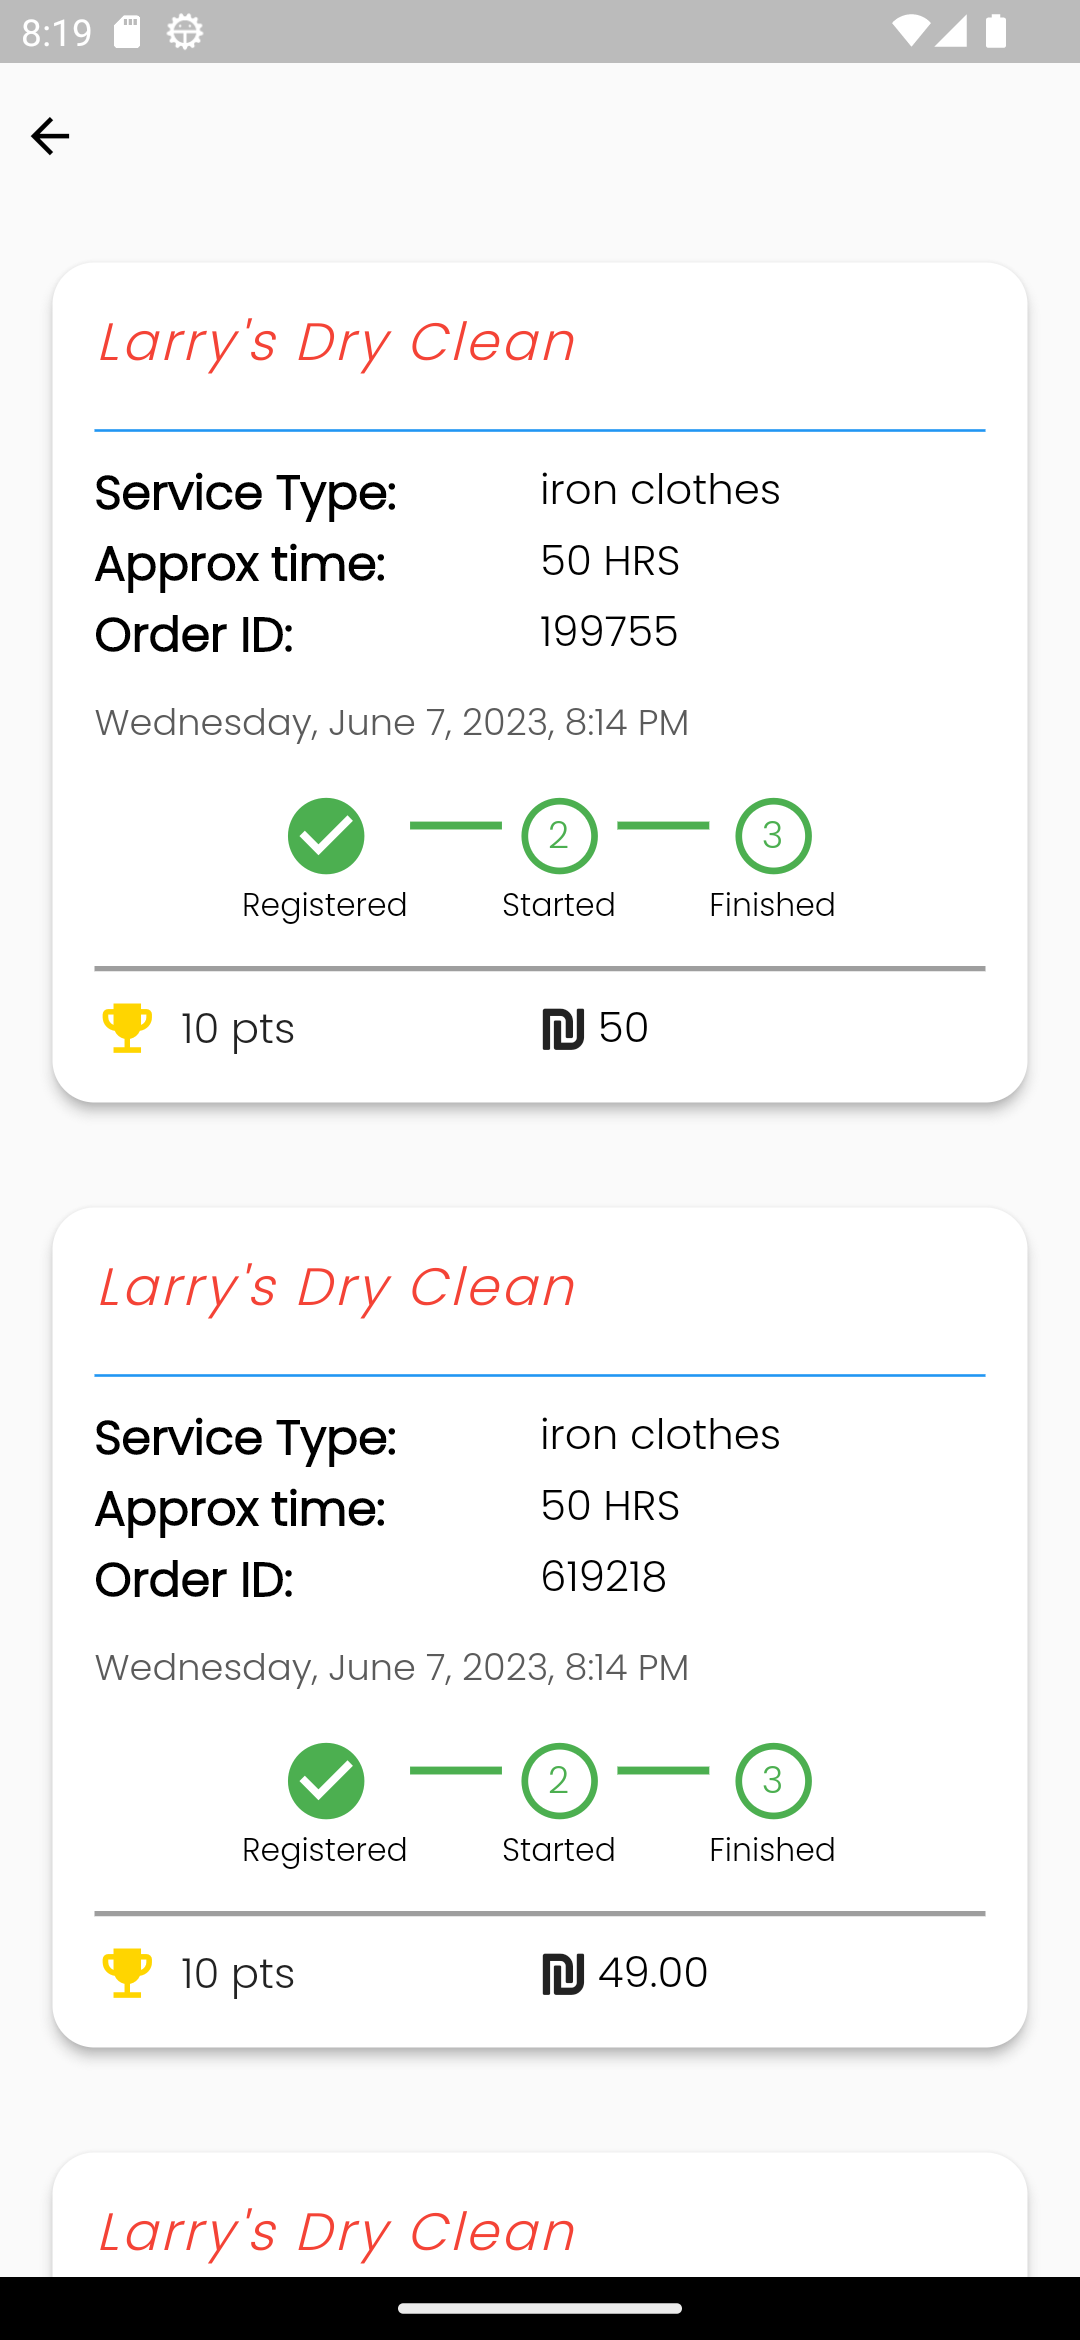 8:19
Larry's Dry Clean
Service Type: iron clothes
Approx time: 50 HRS
Order ID: 199755
Wednesday, June 7, 2023, 8:14 PM
2 3
Registered Started Finished
10 pts ₪ 50
Larry's Dry Clean
Service Type: iron clothes
Approx time: 50 HRS
Order ID: 619218
Wednesday, June 7, 2023, 8:14 PM
2 3
Registered Started Finished
10 pts ₪ 49.00
Larry's Dry Clean